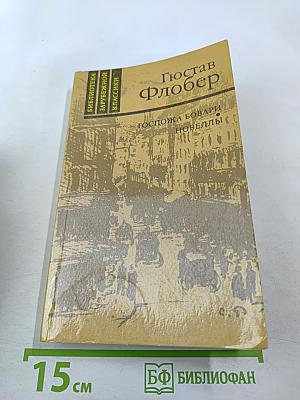 БИБЛИОТЕКА
ЗАРУБЕЖНОЙ
КЛАССИКИ
Гюстав
Флобер
ГОСПОЖА БОВАРИ
НОВЕЛЛЫ
15 см
БФ БИБЛИОФАН